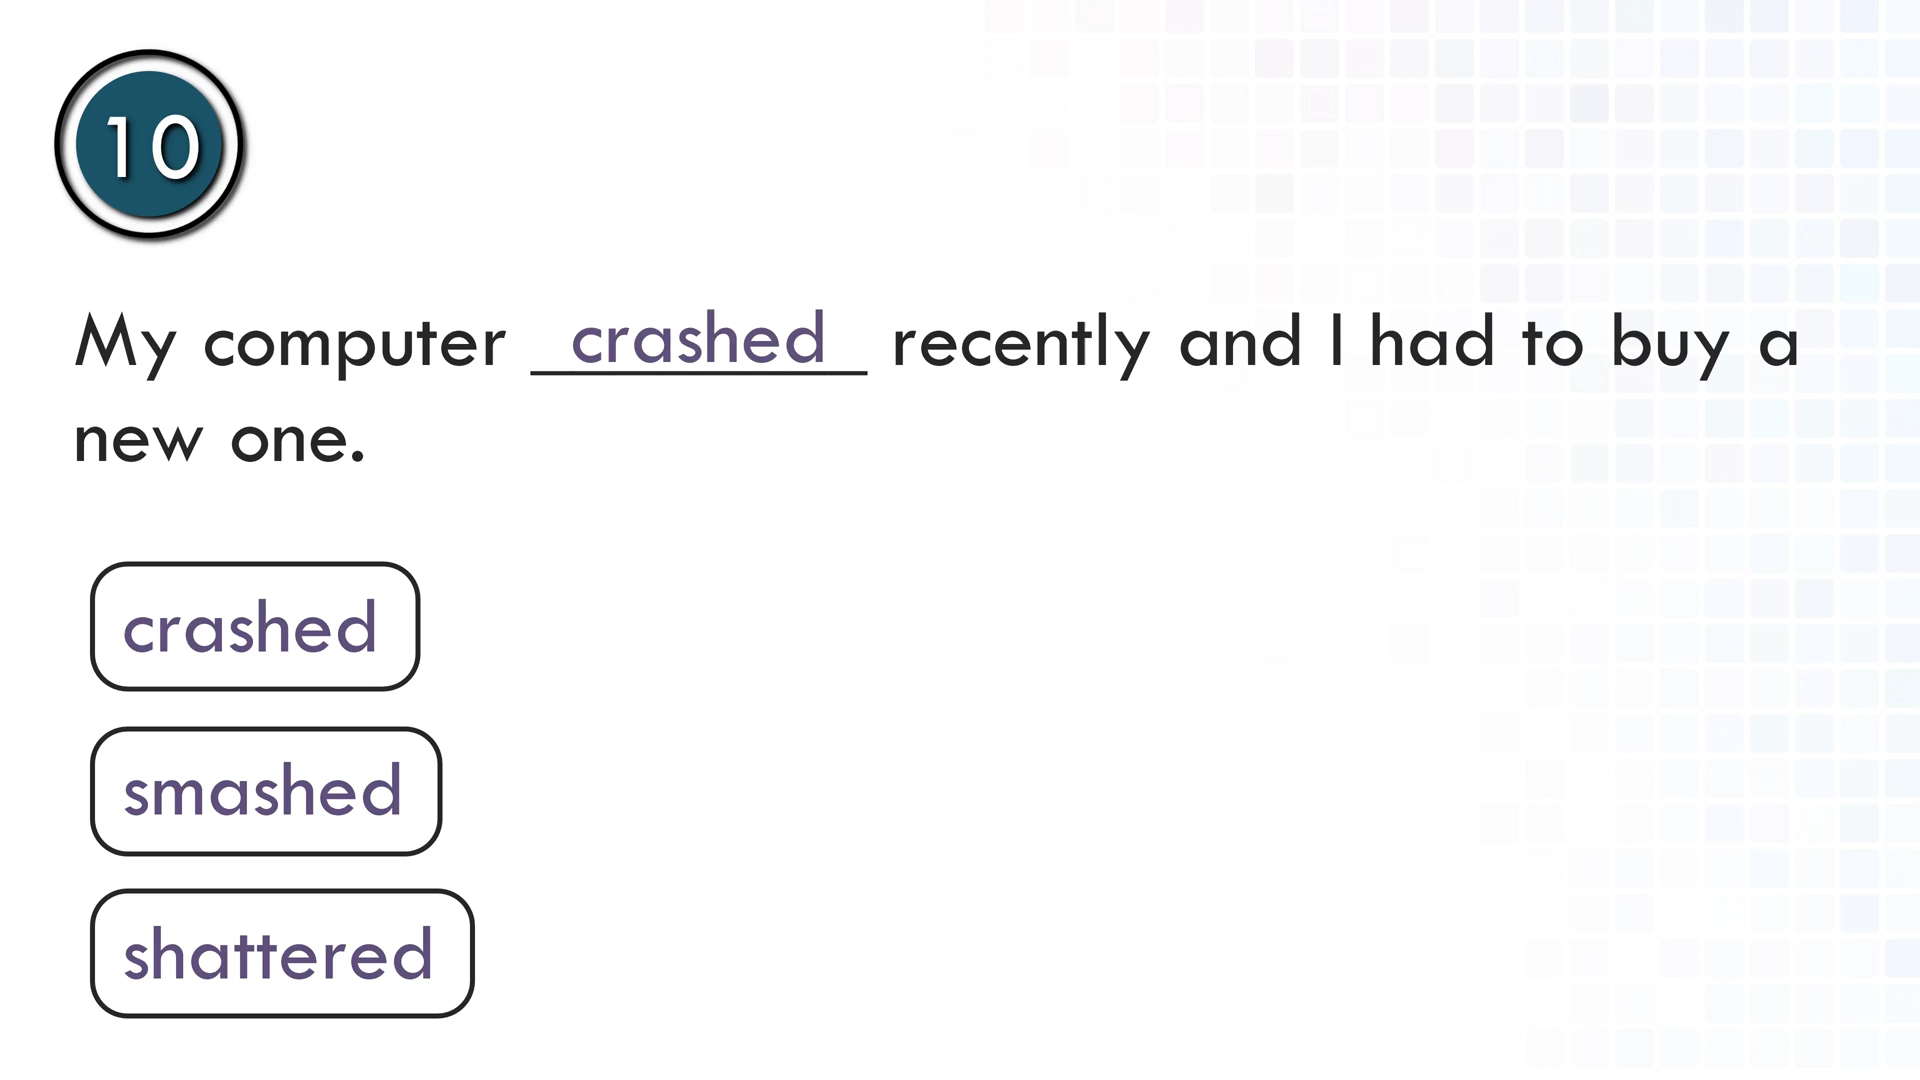 10
My computer crashed recently and I had to buy a
new one.
crashed
smashed
shattered